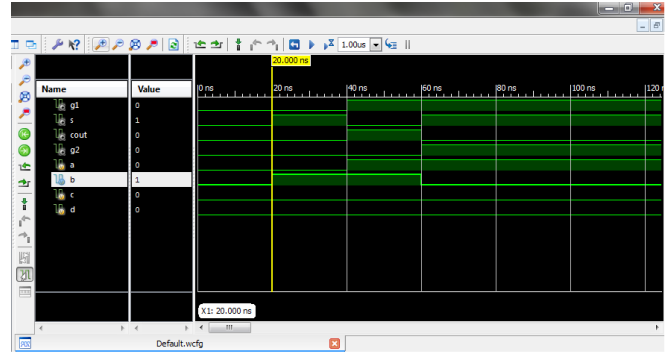 1.00us
20.000 ns
Name Value 0 ns 20 ns 40 ns 60 ns 80 ns 100 ns
g1 0
s 1
cout 0
g2 0
a 0
b 1
c 0
d 0
X1: 20.000 ns
Default.wcfg